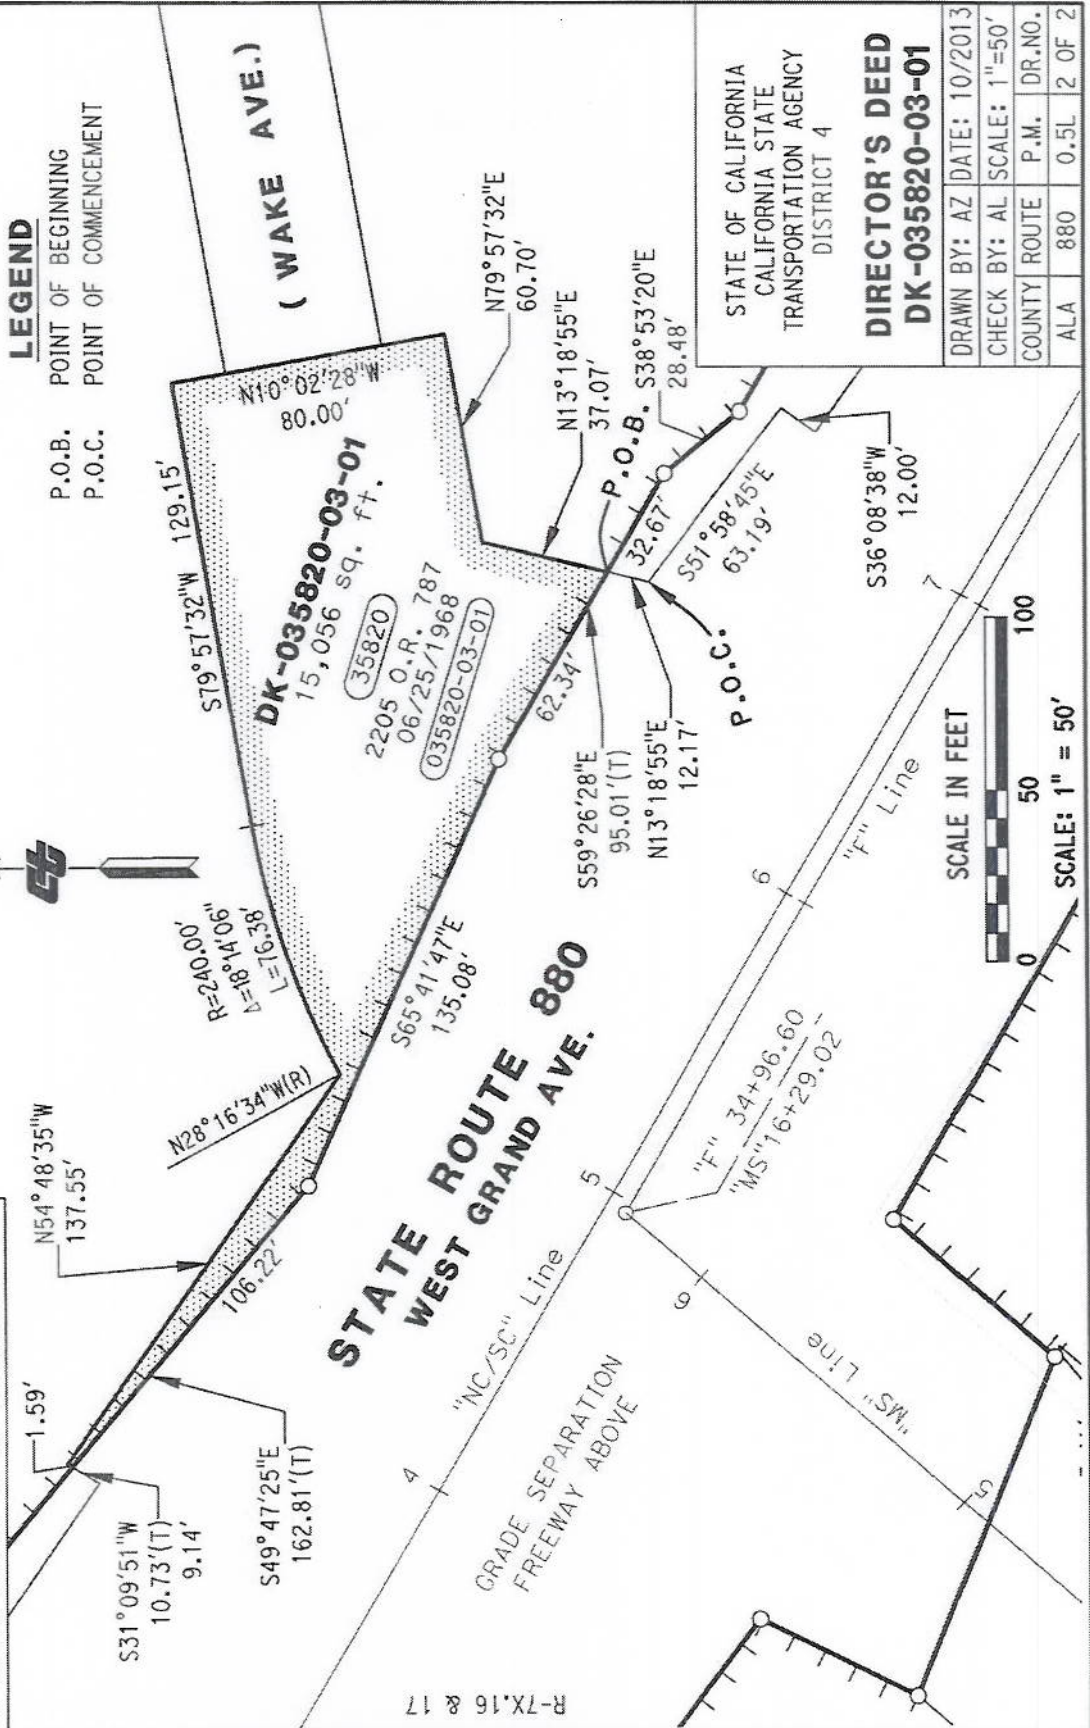 LEGEND
P.O.B. POINT OF BEGINNING
P.O.C. POINT OF COMMENCEMENT
(WAKE AVE.)
S79°57'32"W 129.15'
N10°02'28"W
80.00'
DK-035820-03-01
15,056 sq. ft.
35820
2205 O.R. 787
06/25/1968
035820-03-01
R=240.00'
Δ=18°14'06"
L=76.38'
N28°16'34"W(R)
N54°48'35"W
137.55'
1.59'
S31°09'51"W
10.73'(T)
9.14'
106.22'
S49°47'25"E
162.81'(T)
S65°41'47"E
135.08'
62.34'
S59°26'28"E
95.01'(T)
N13°18'55"E
12.17'
P.O.C.
P.O.B.
32.67'
N79°57'32"E
60.70'
N13°18'55"E
37.07'
S38°53'20"E
28.48'
S51°58'45"E
63.19'
S36°08'38"W
12.00'
STATE ROUTE 880
WEST GRAND AVE.
"NC/SC" Line
4
5
6
7
"F" Line
"F" 34+96.60
"MS"16+29.02
6
"MS" Line
5
GRADE SEPARATION
FREEWAY ABOVE
R-7X.16 & 17
SCALE IN FEET
0 50 100
SCALE: 1" = 50'
STATE OF CALIFORNIA
CALIFORNIA STATE
TRANSPORTATION AGENCY
DISTRICT 4
DIRECTOR'S DEED
DK-035820-03-01
DRAWN BY: AZ DATE: 10/2013
CHECK BY: AL SCALE: 1"=50'
COUNTY ROUTE P.M. DR.NO.
ALA 880 0.5L 2 OF 2